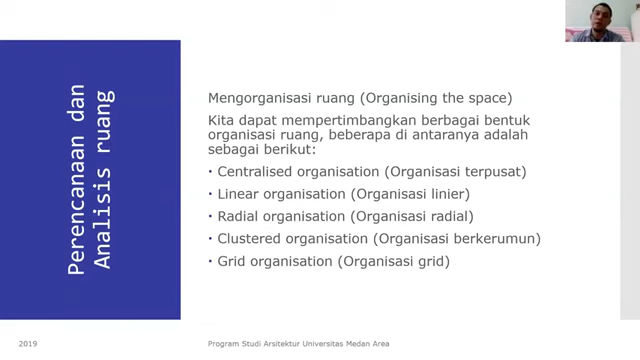 Perencanaan dan
Analisis ruang
Mengorganisasi ruang (Organising the space)
Kita dapat mempertimbangkan berbagai bentuk
organisasi ruang, beberapa di antaranya adalah
sebagai berikut:
• Centralised organisation (Organisasi terpusat)
• Linear organisation (Organisasi linier)
• Radial organisation (Organisasi radial)
• Clustered organisation (Organisasi berkerumun)
• Grid organisation (Organisasi grid)
2019
Program Studi Arsitektur Universitas Medan Area